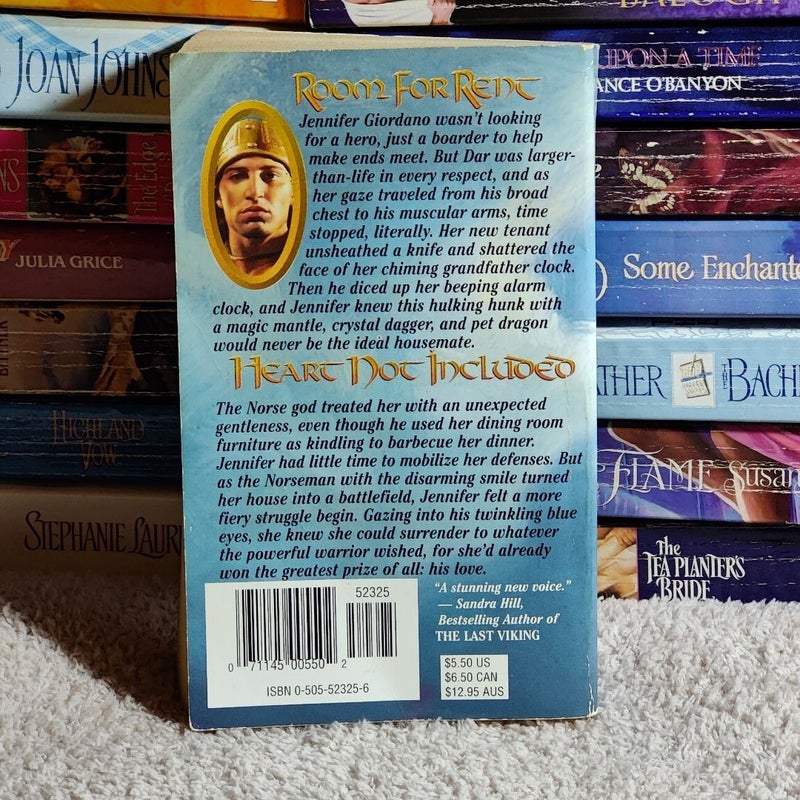 JOAN JOHNS
JULIA GRICE
HIGHLAND
VOW
STEPHANIE LAUR
ROOM FOR RENT
Jennifer Giordano wasn't looking
for a hero, just a boarder to help
make ends meet. But Dar was larger-
than-life in every respect, and as
her gaze traveled from his broad
chest to his muscular arms, time
stopped, literally. Her new tenant
unsheathed a knife and shattered the
face of her chiming grandfather clock.
Then he diced up her beeping alarm
clock, and Jennifer knew this hulking hunk with
a magic mantle, crystal dagger, and pet dragon
would never be the ideal housemate.
HEART NOT INCLUDED
The Norse god treated her with an unexpected
gentleness, even though he used her dining room
furniture as kindling to barbecue her dinner.
Jennifer had little time to mobilize her defenses. But
as the Norseman with the disarming smile turned
her house into a battlefield, Jennifer felt a more
fiery struggle begin. Gazing into his twinkling blue
eyes, she knew she could surrender to whatever
the powerful warrior wished, for she'd already
won the greatest prize of all: his love.
"A stunning new voice."
— Sandra Hill,
Bestselling Author of
THE LAST VIKING
52325
0 71145 00550 2
ISBN 0-505-52325-6
$5.50 US
$6.50 CAN
$12.95 AUS
BALOGH
UPON A TIME
ANCE O'BANYON
Some Enchante
ATHER THE BACH
FLAME Susan
The
TEA PLANTER'S
BRIDE